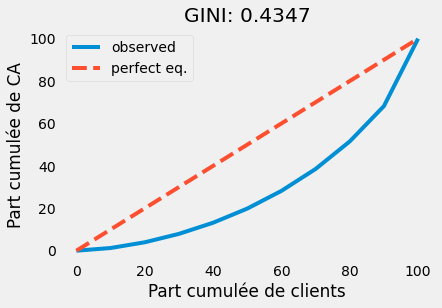 GINI: 0.4347
observed
perfect eq.
Part cumulée de CA
100
80
60
40
20
0
0 20 40 60 80 100
Part cumulée de clients